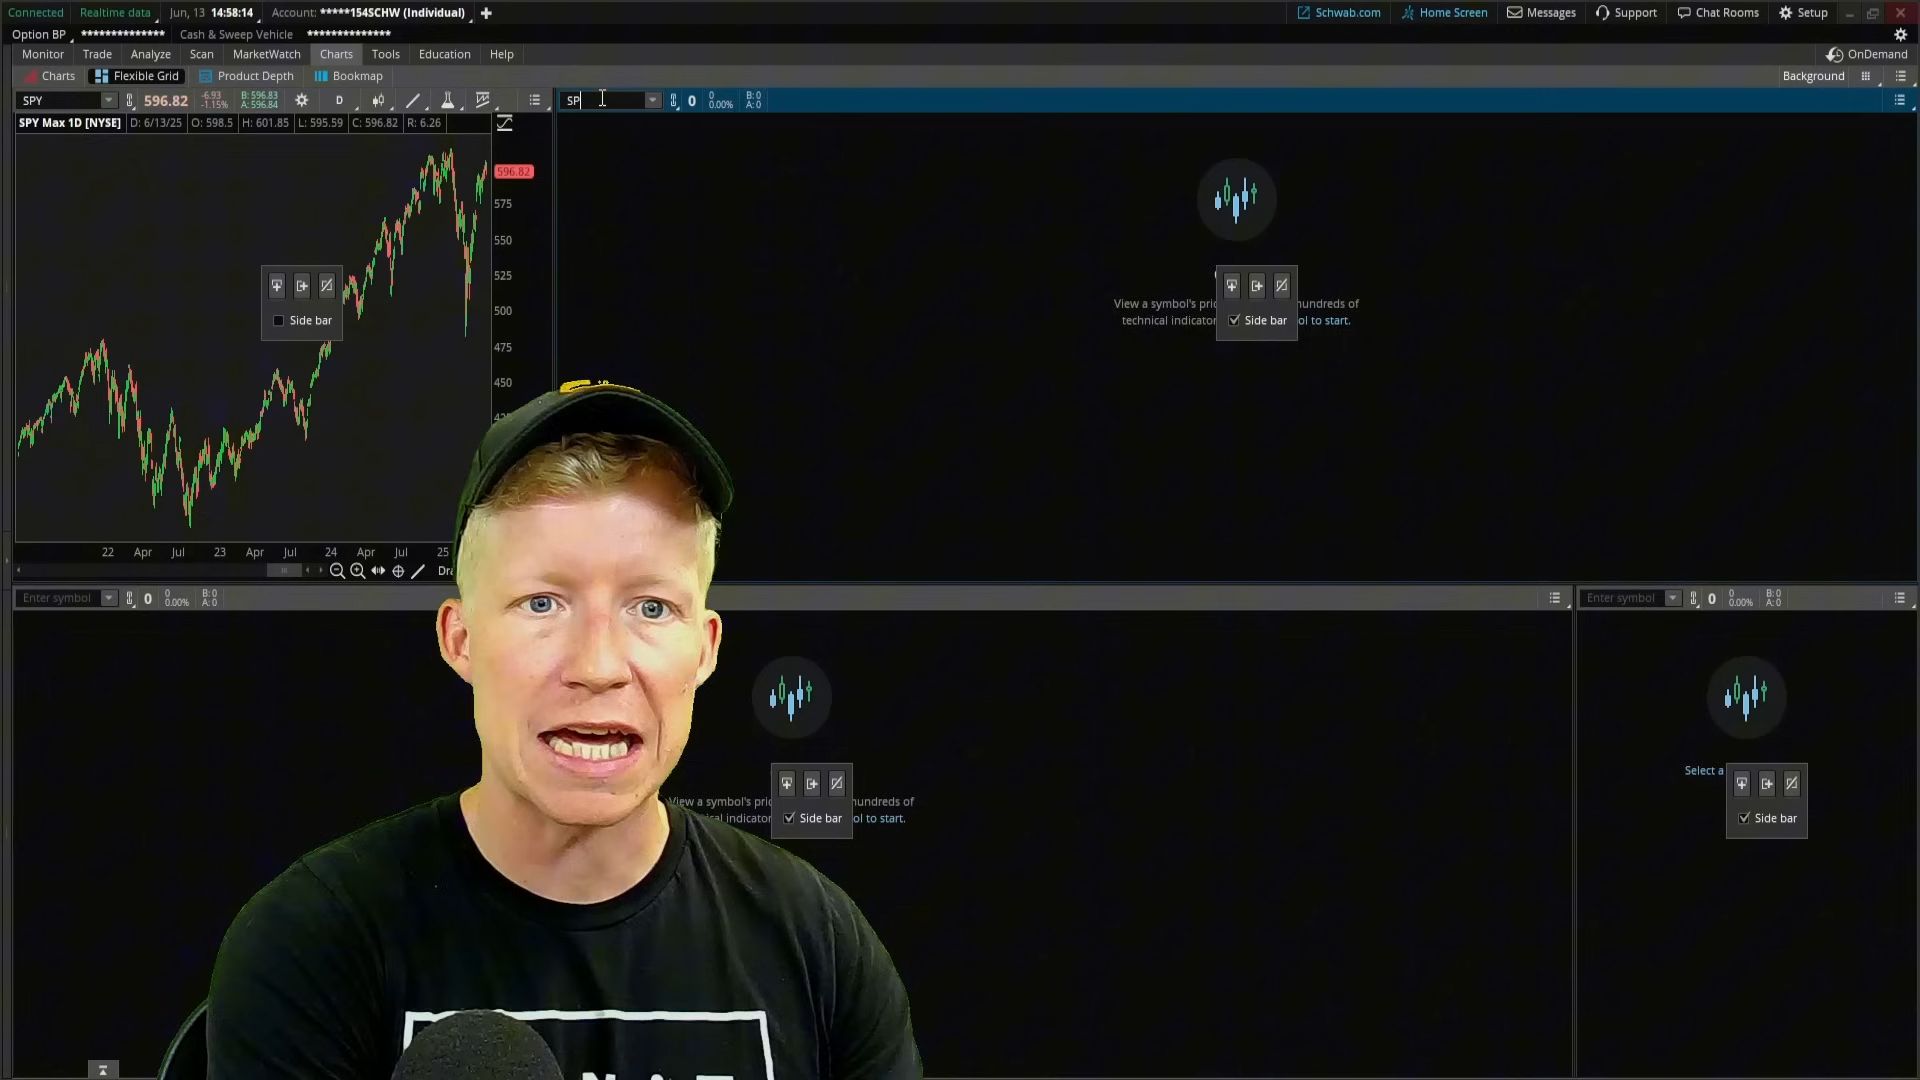 Connected Realtime data Jun, 13 14:58:14 Account: *****154SCHW (Individual) Schwab.com Home Screen Messages Support Chat Rooms Setup
Option BP ************** Cash & Sweep Vehicle **************
Monitor Trade Analyze Scan MarketWatch Charts Tools Education Help OnDemand
Charts Flexible Grid Product Depth Bookmap Background
SPY 596.82 -6.93 -1.15% B: 596.83 A: 596.84 D
SP 0 0 0.00% B: 0 A: 0
SPY Max 1D [NYSE] D: 6/13/25 O: 598.5 H: 601.85 L: 595.59 C: 596.82 R: 6.26
596.82
575
550
525
500
475
450
Side bar
View a symbol's
hundreds of
technical
Side bar
to start.
22 Apr Jul 23 Apr Jul 24 Apr Jul 25
Enter symbol 0 0 0.00% B: 0 A: 0
Enter symbol 0 0 0.00% B: 0 A: 0
View a symbol's
hundreds of
Side bar
to start.
Select a
Side bar